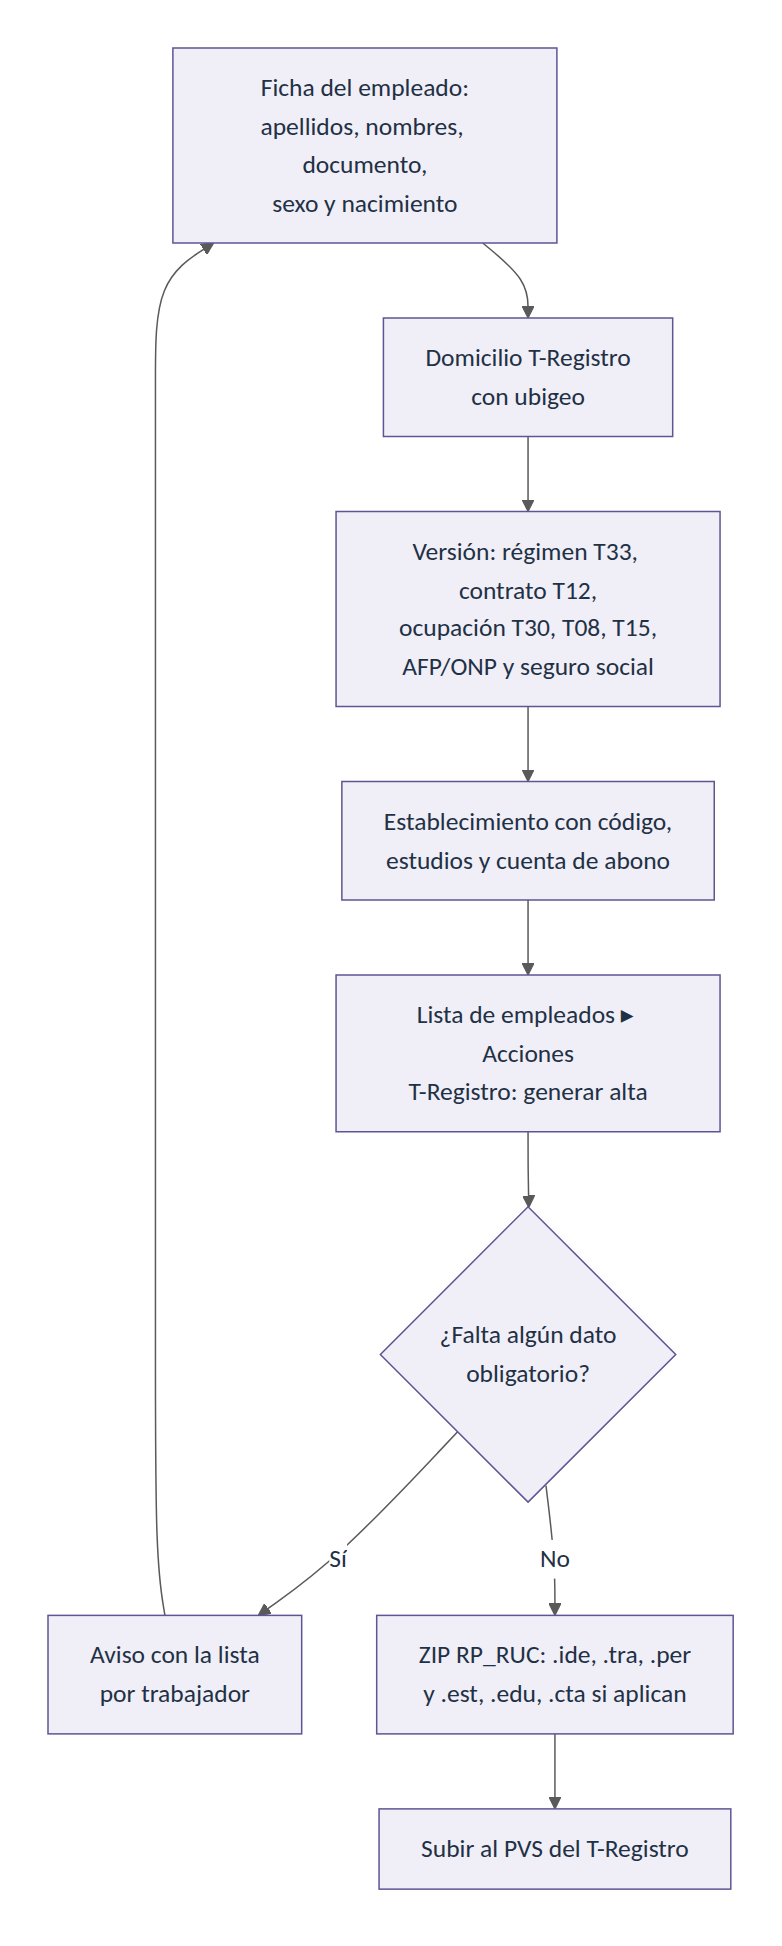 Ficha del empleado:
apellidos, nombres,
documento,
sexo y nacimiento
Domicilio T-Registro
con ubigeo
Versión: régimen T33,
contrato T12,
ocupación T30, T08, T15,
AFP/ONP y seguro social
Establecimiento con código,
estudios y cuenta de abono
Lista de empleados ▸
Acciones
T-Registro: generar alta
¿Falta algún dato
obligatorio?
Sí
No
Aviso con la lista
por trabajador
ZIP RP_RUC: .ide, .tra, .per
y .est, .edu, .cta si aplican
Subir al PVS del T-Registro